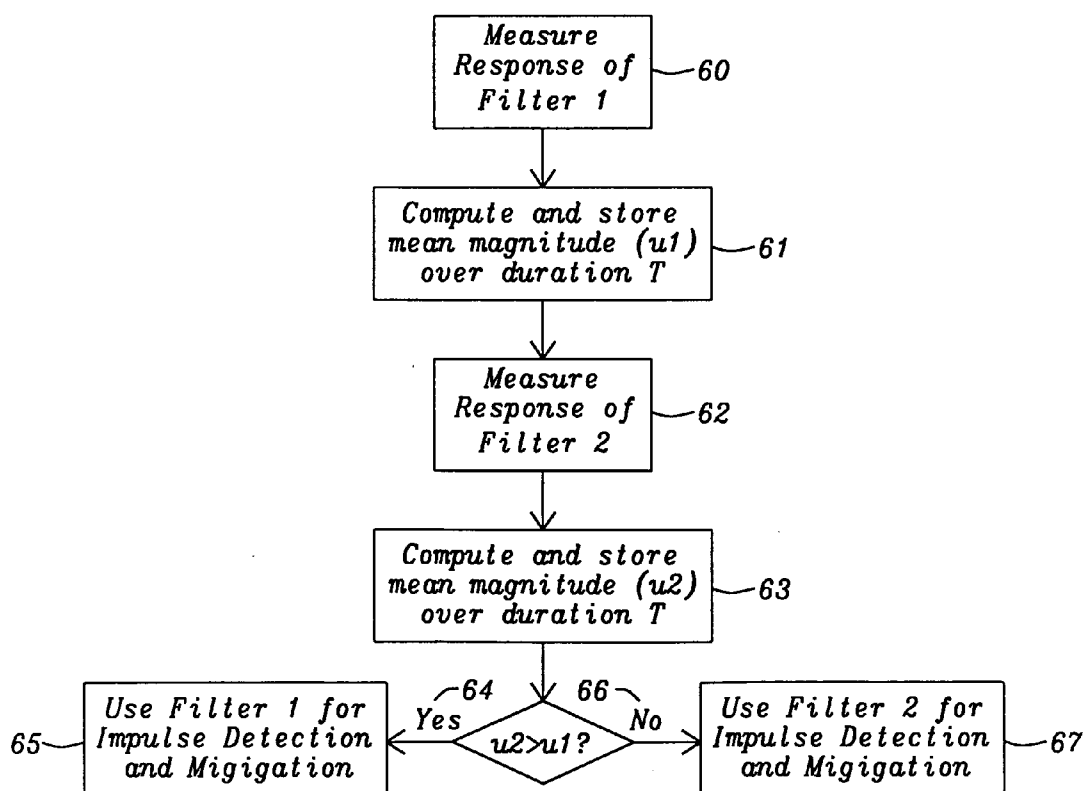 Measure
Response of
Filter 1
60
Compute and store
mean magnitude (u1)
over duration T
61
Measure
Response of
Filter 2
62
Compute and store
mean magnitude (u2)
over duration T
63
64
66
Yes
No
u2>u1?
Use Filter 1 for
Impulse Detection
and Migigation
65
Use Filter 2 for
Impulse Detection
and Migigation
67